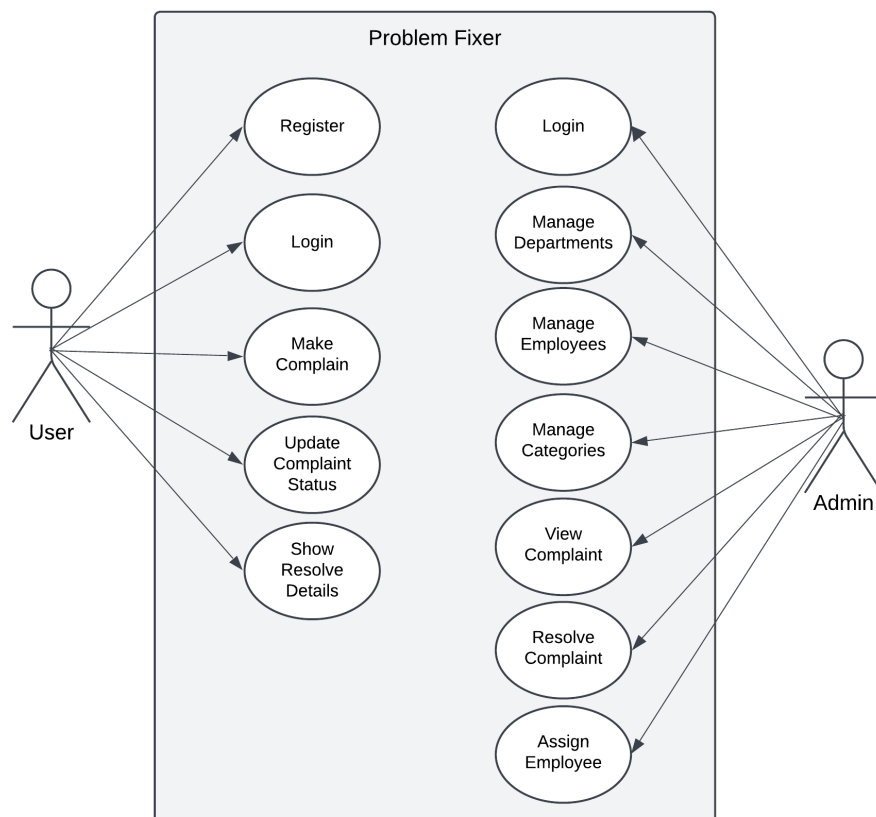 Problem Fixer
Register
Login
Make
Complain
Update
Complaint
Status
Show
Resolve
Details
User
Login
Manage
Departments
Manage
Employees
Manage
Categories
View
Complaint
Resolve
Complaint
Assign
Employee
Admin